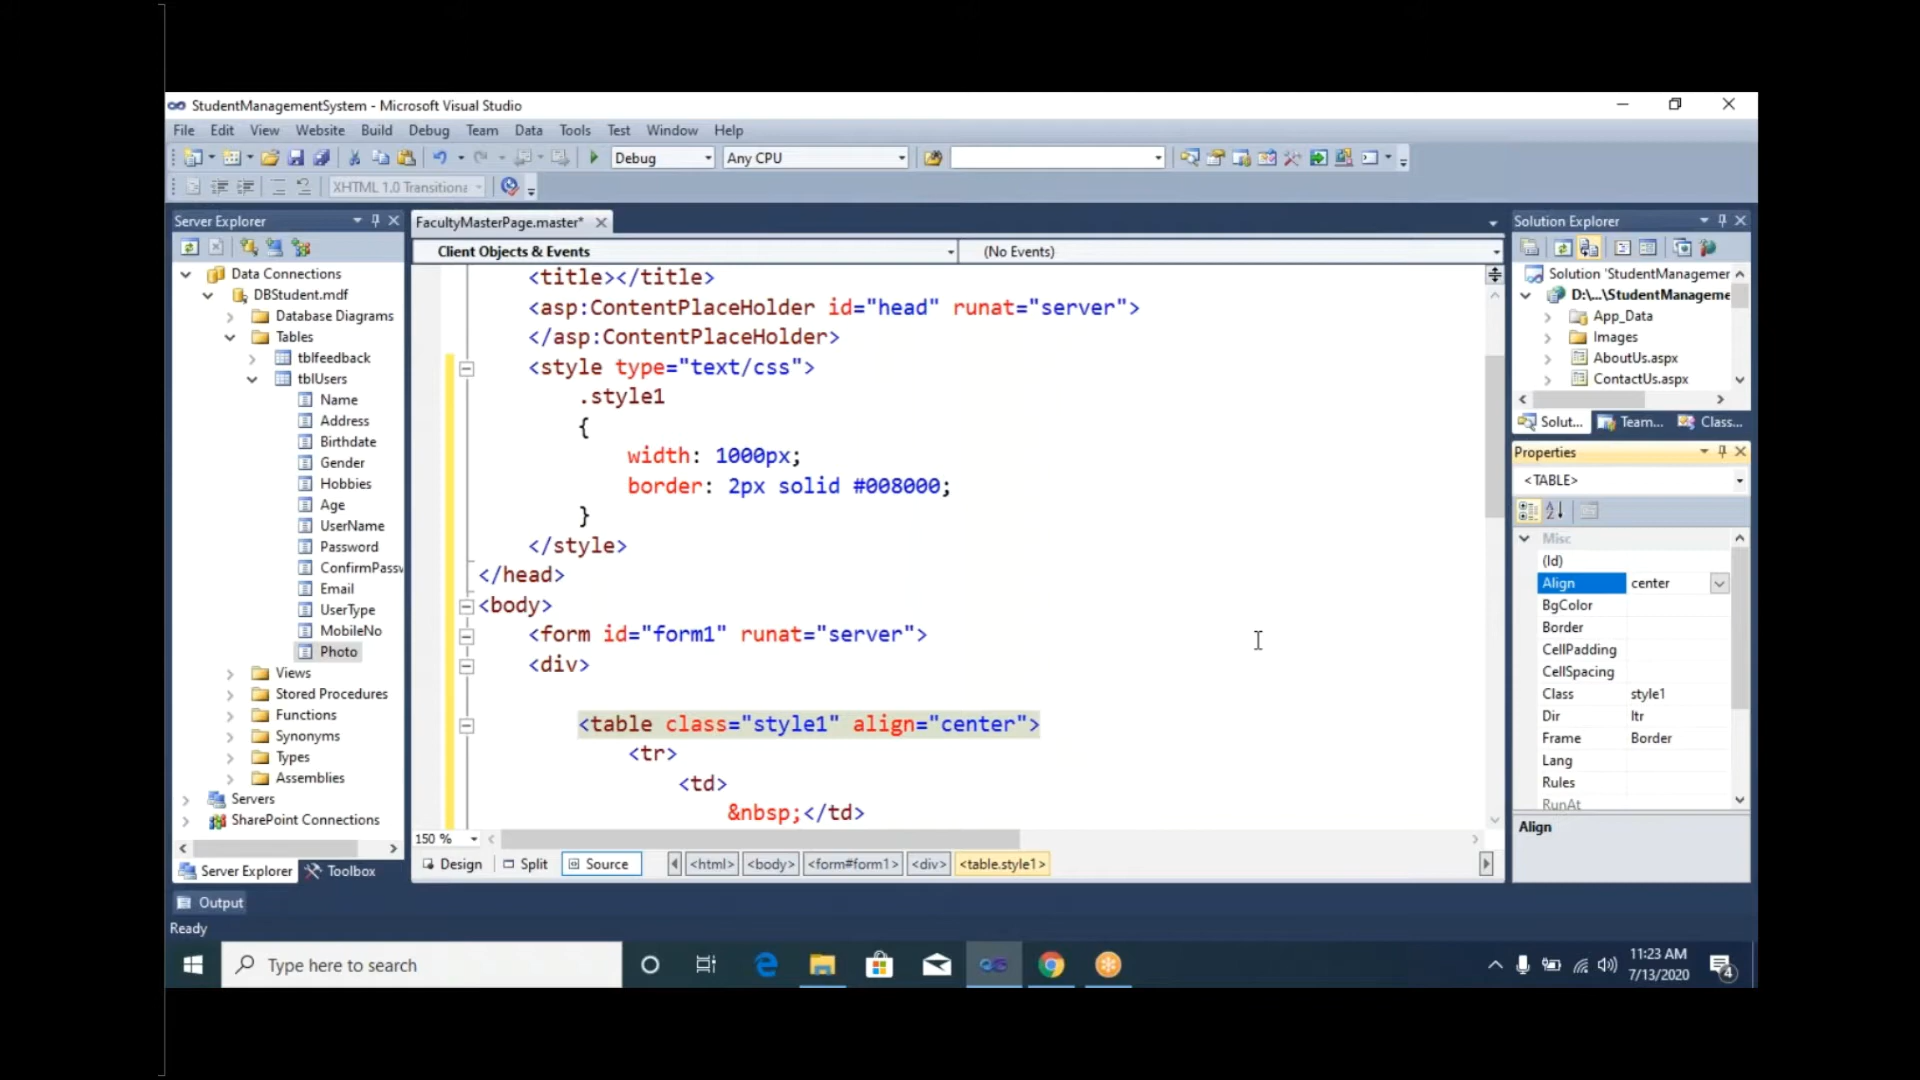 StudentManagementSystem - Microsoft Visual Studio
File Edit View Website Build Debug Team Data Tools Test Window Help
Debug Any CPU
XHTML 1.0 Transitiona
Server Explorer
Data Connections
DBStudent.mdf
Database Diagrams
Tables
tblfeedback
tblUsers
Name
Address
Birthdate
Gender
Hobbies
Age
UserName
Password
ConfirmPassw
Email
UserType
MobileNo
Photo
Views
Stored Procedures
Functions
Synonyms
Types
Assemblies
Servers
SharePoint Connections
Server Explorer Toolbox
FacultyMasterPage.master*
Client Objects & Events (No Events)
<title></title>
<asp:ContentPlaceHolder id="head" runat="server">
</asp:ContentPlaceHolder>
<style type="text/css">
.style1
{
width: 1000px;
border: 2px solid #008000;
}
</style>
</head>
<body>
<form id="form1" runat="server">
<div>
<table class="style1" align="center">
<tr>
<td>
&nbsp;</td>
150 %
Design Split Source <html> <body> <form#form1> <div> <table.style1>
Solution Explorer
Solution 'StudentManagemer
D:\...\StudentManageme
App_Data
Images
AboutUs.aspx
ContactUs.aspx
Solut... Team... Class...
Properties
<TABLE>
Misc
(Id)
Align center
BgColor
Border
CellPadding
CellSpacing
Class style1
Dir ltr
Frame Border
Lang
Rules
RunAt
Align
Output
Ready
Type here to search
11:23 AM
7/13/2020
4